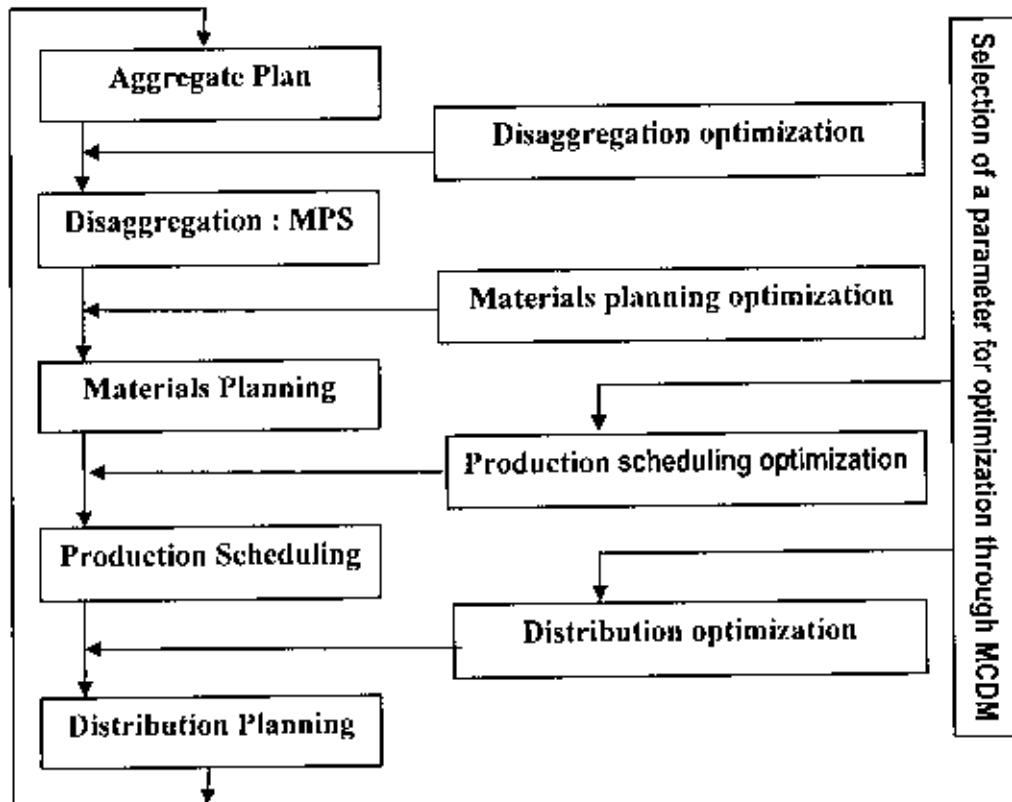 Aggregate Plan
Disaggregation optimization
Disaggregation : MPS
Materials planning optimization
Materials Planning
Production scheduling optimization
Production Scheduling
Distribution optimization
Distribution Planning
Selection of a parameter for optimization through MCDM